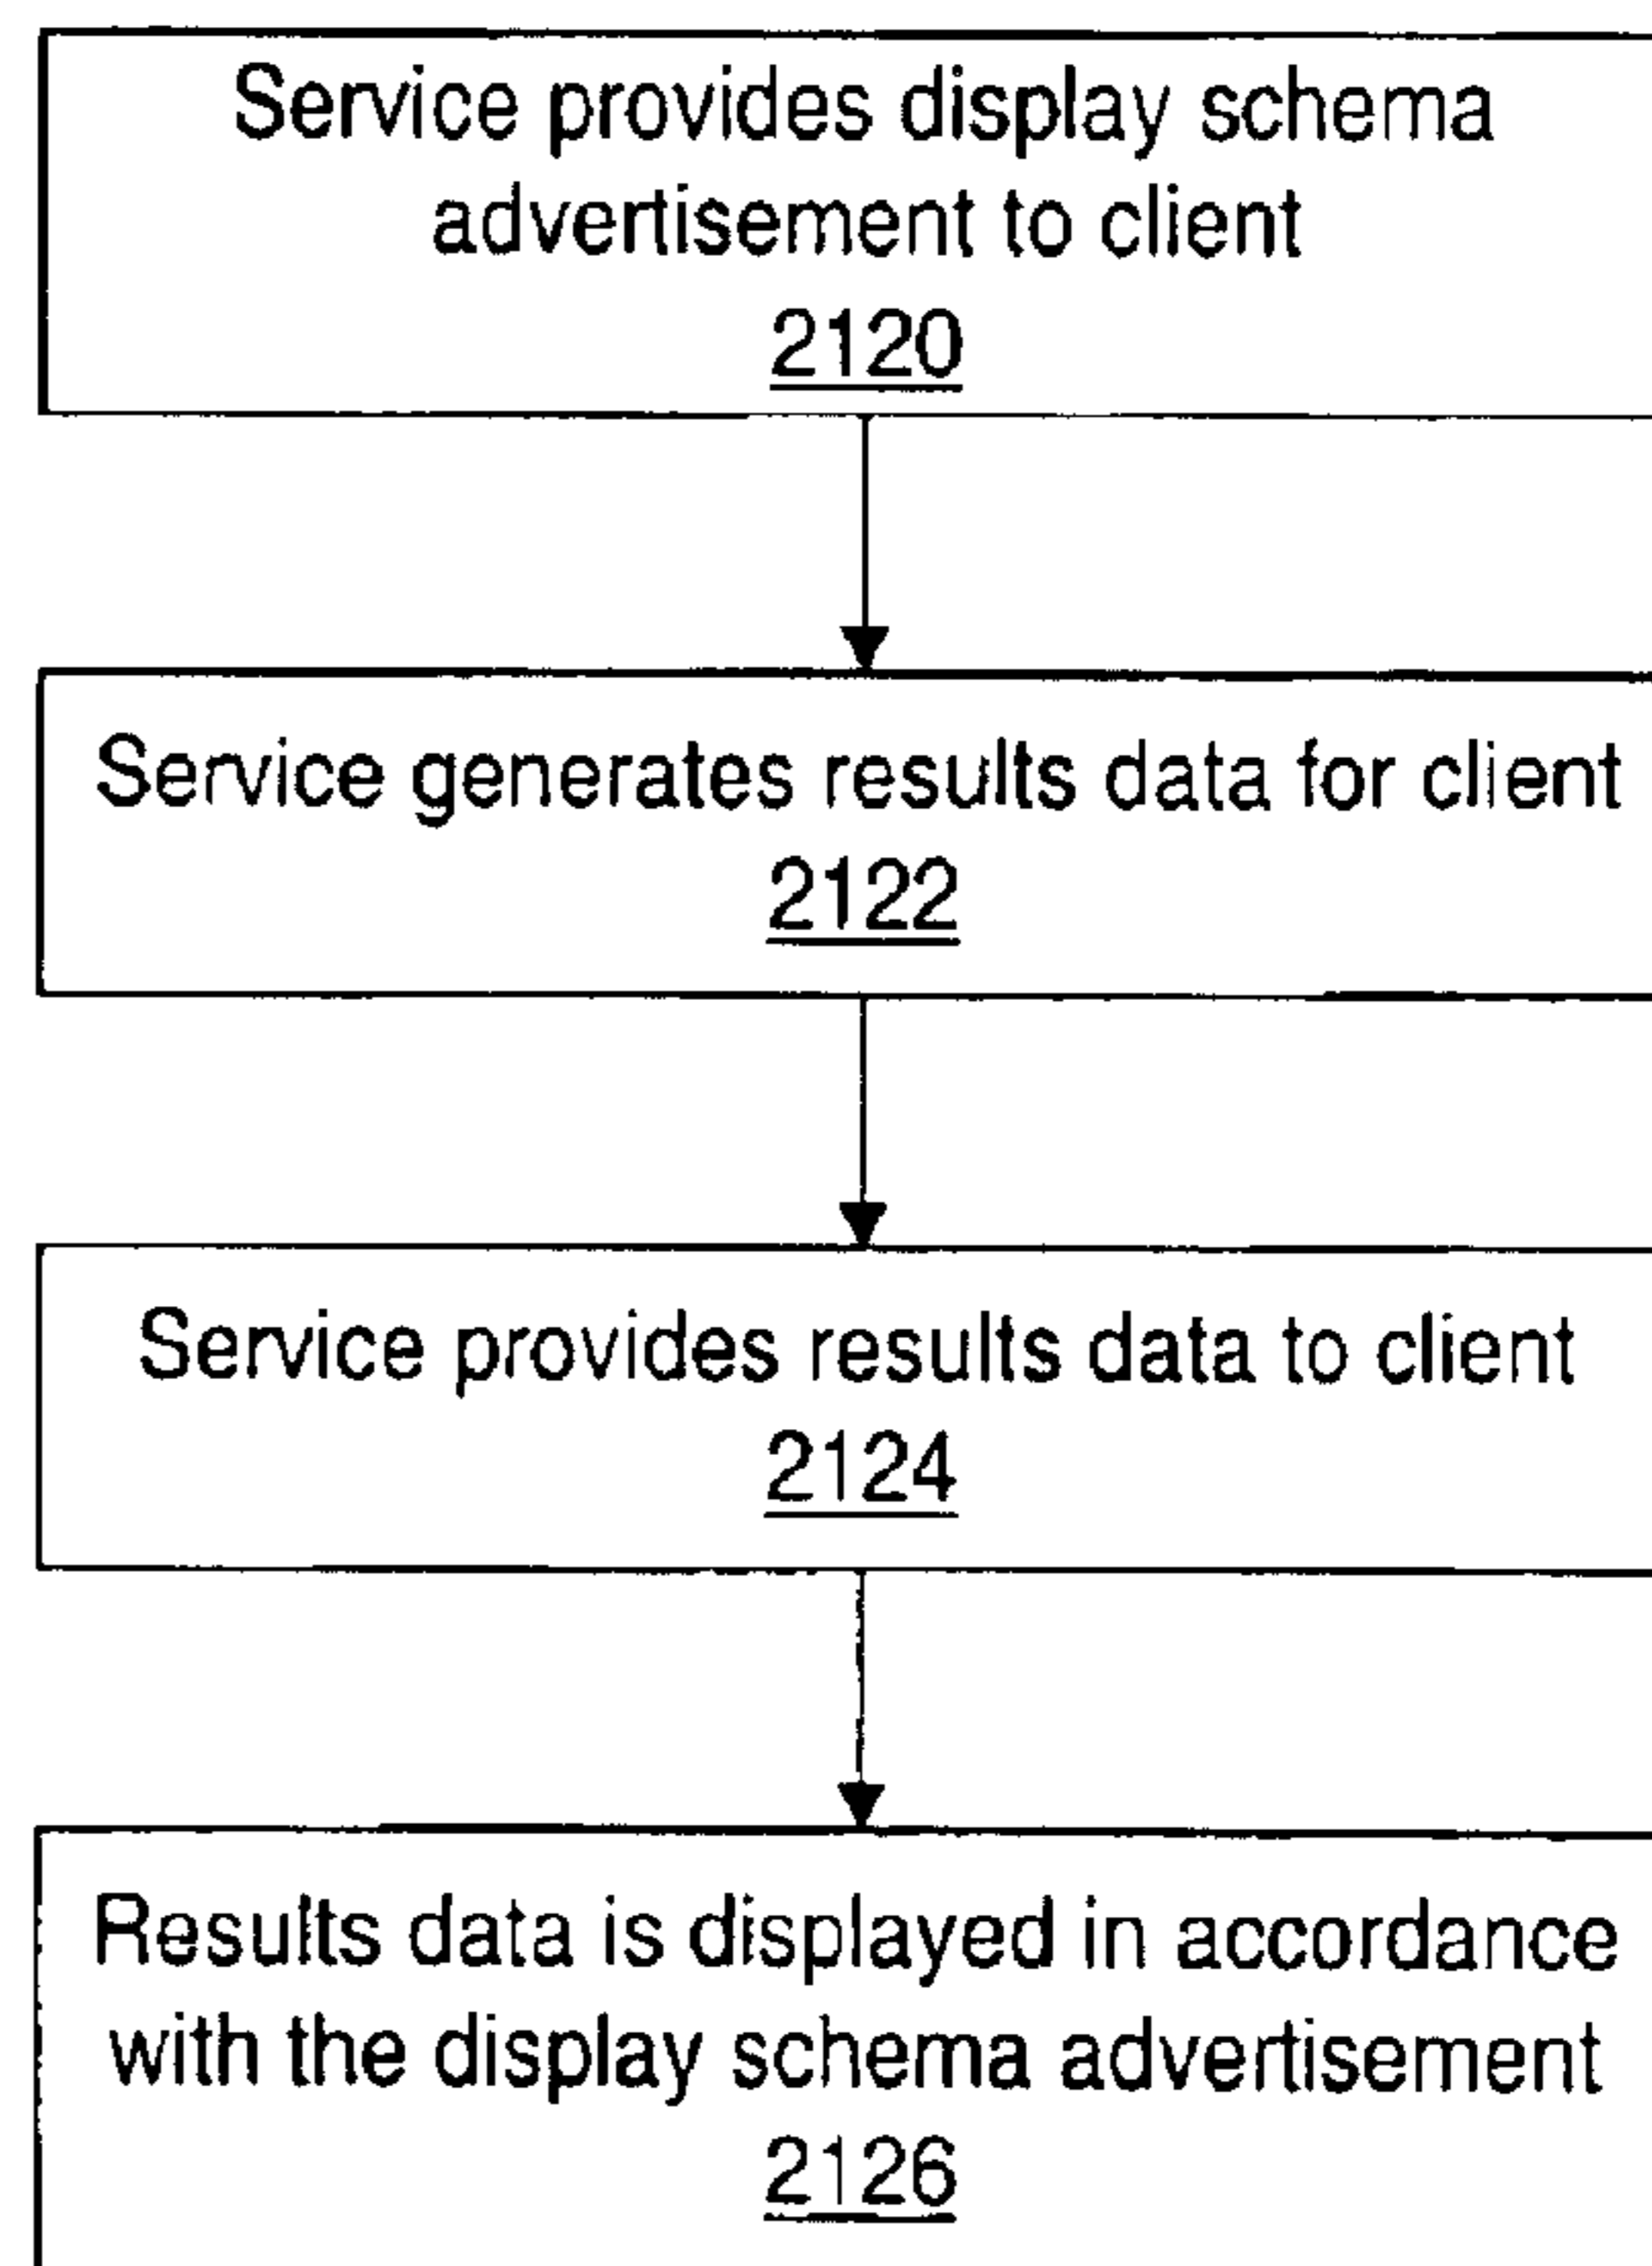 Service provides display schema
advertisement to client
2120
Service generates results data for client
2122
Service provides results data to client
2124
Results data is displayed in accordance
with the display schema advertisement
2126